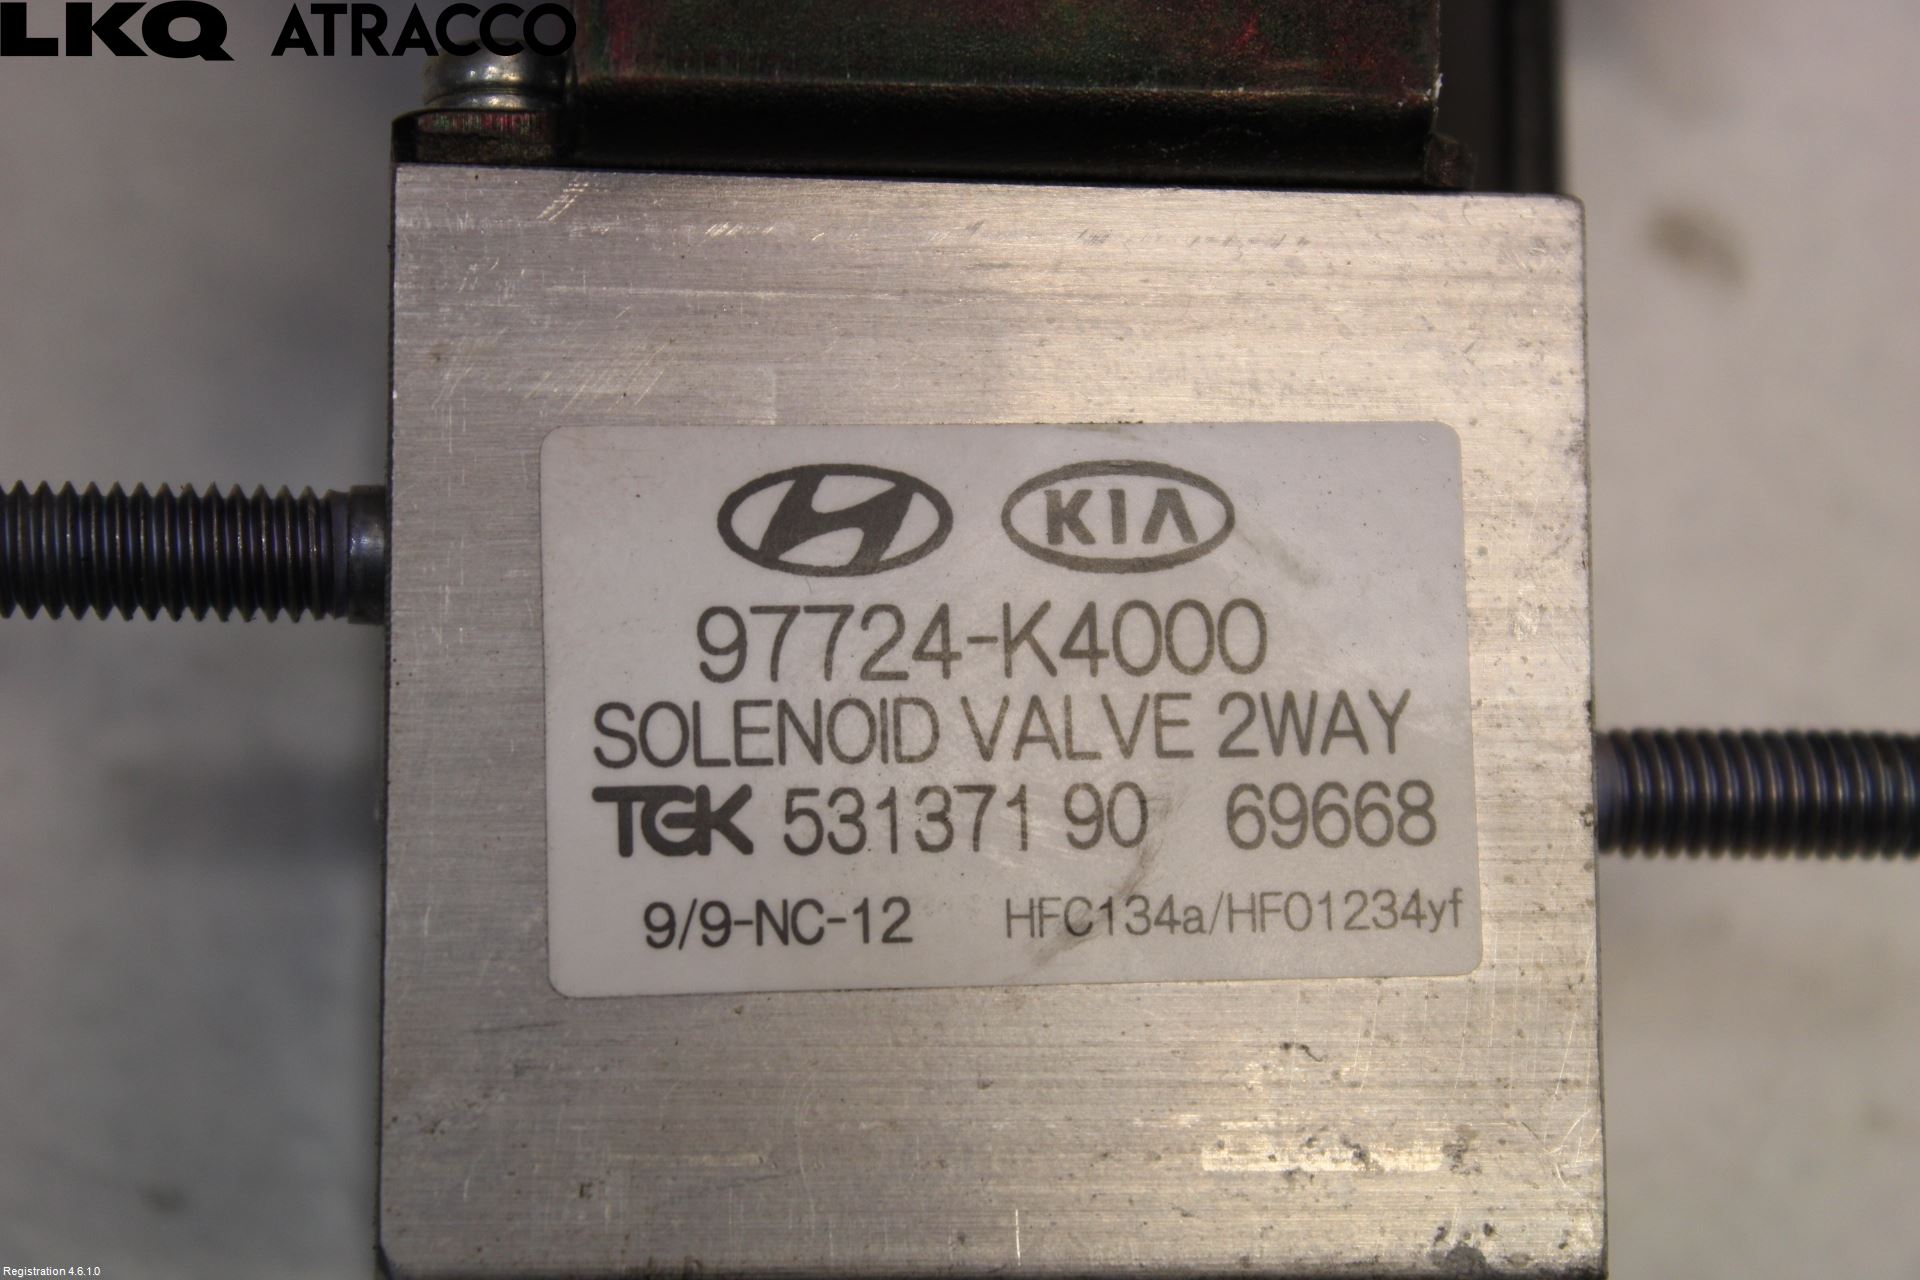 LKQ ATRACCO
KIA
97724-K4000
SOLENOID VALVE 2WAY
TGK 531371 90 69668
9/9-NC-12 HFC134a/HFO1234yf
Registration 4.6.1.0